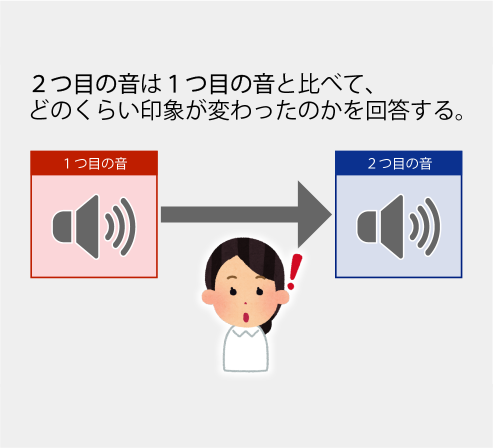 ２つ目の音は１つ目の音と比べて、
どのくらい印象が変わったのかを回答する。
１つ目の音
２つ目の音